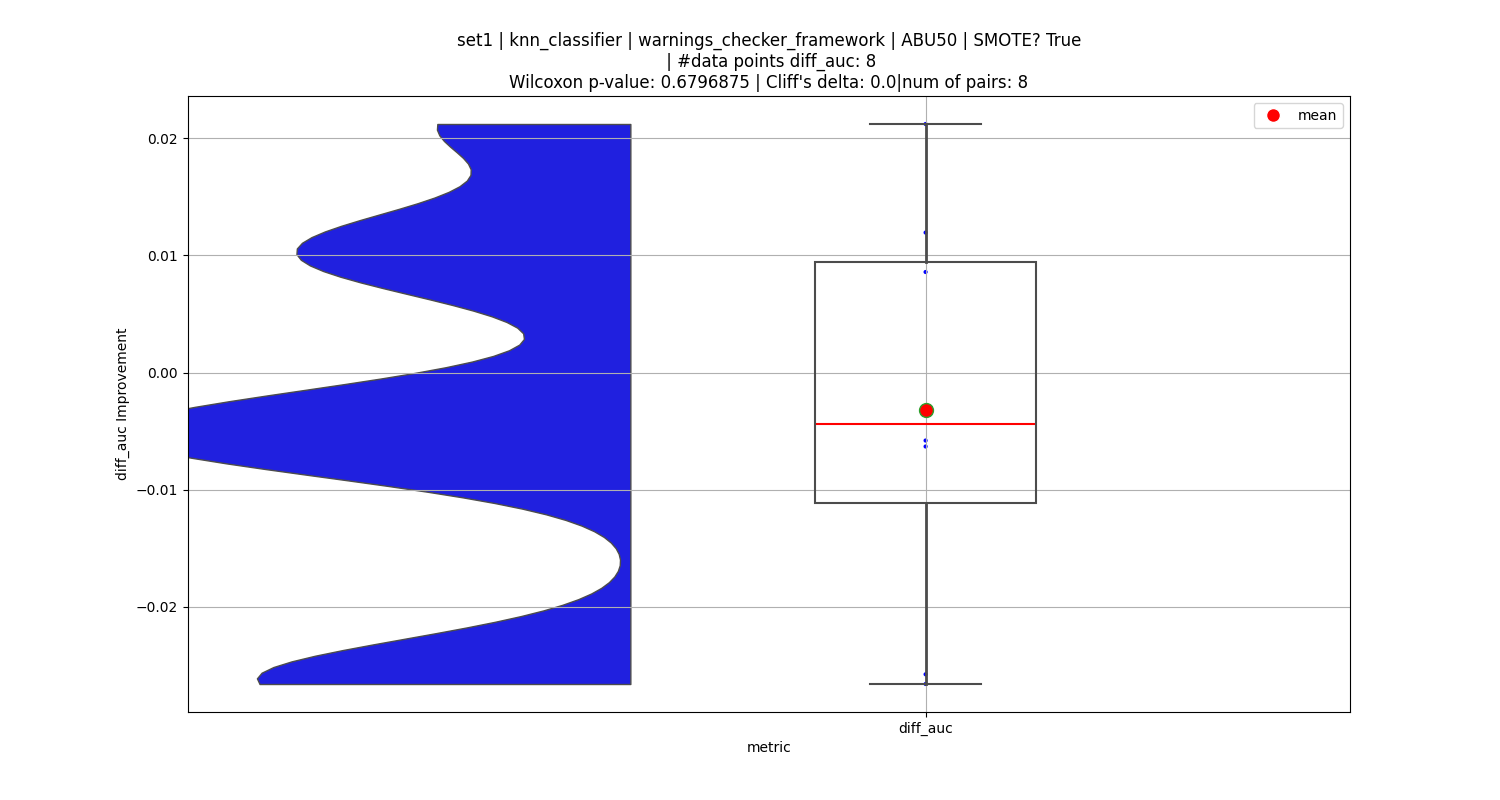 set1 | knn_classifier | warnings_checker_framework | ABU50 | SMOTE? True
| #data points diff_auc: 8
Wilcoxon p-value: 0.6796875 | Cliff's delta: 0.0|num of pairs: 8
mean
0.02
0.01
0.00
−0.01
−0.02
diff_auc Improvement
diff_auc
metric